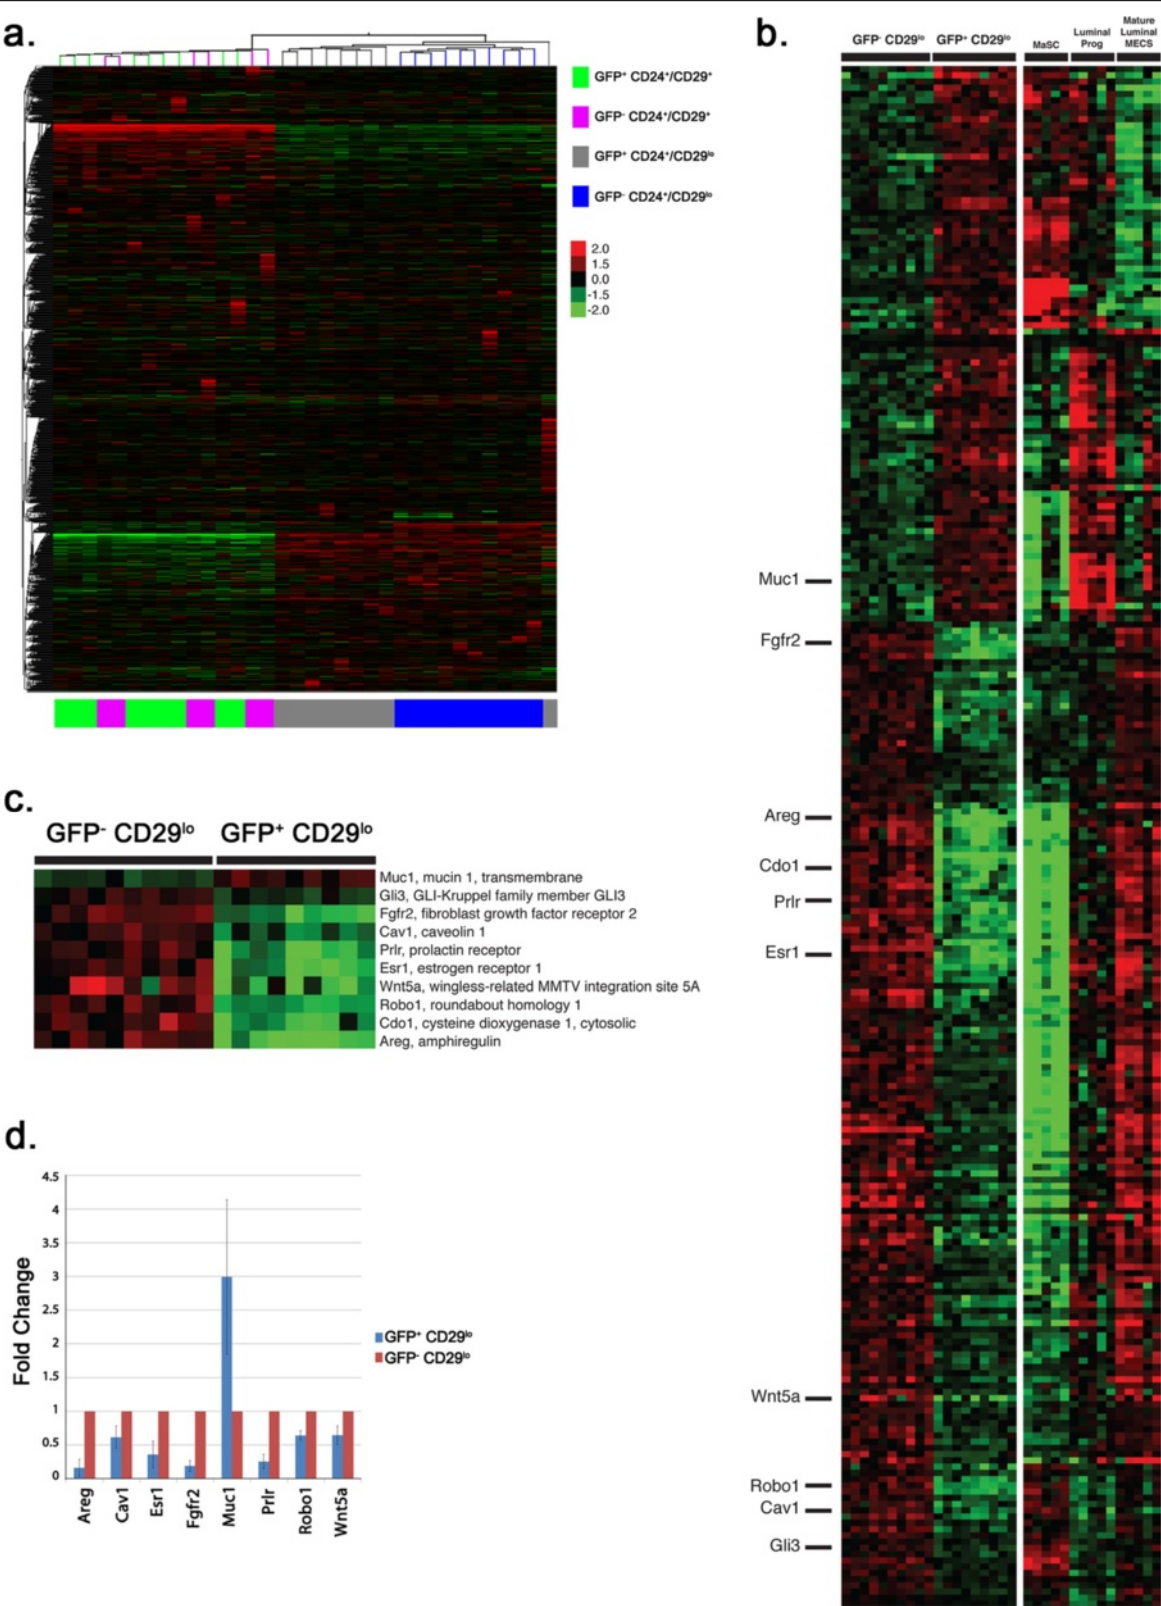 a.
GFP⁺ CD24⁺/CD29⁺
GFP⁻ CD24⁺/CD29⁺
GFP⁺ CD24⁺/CD29ˡᵒ
GFP⁻ CD24⁺/CD29ˡᵒ
2.0
1.5
0.0
-1.5
-2.0
b.
GFP⁻ CD29ˡᵒ GFP⁺ CD29ˡᵒ
MaSC
Luminal
Prog
Mature
Luminal
MECS
Muc1
Fgfr2
Areg
Cdo1
Prlr
Esr1
Wnt5a
Robo1
Cav1
Gli3
c.
GFP⁻ CD29ˡᵒ GFP⁺ CD29ˡᵒ
Muc1, mucin 1, transmembrane
Gli3, GLI-Kruppel family member GLI3
Fgfr2, fibroblast growth factor receptor 2
Cav1, caveolin 1
Prlr, prolactin receptor
Esr1, estrogen receptor 1
Wnt5a, wingless-related MMTV integration site 5A
Robo1, roundabout homology 1
Cdo1, cysteine dioxygenase 1, cytosolic
Areg, amphiregulin
d.
Fold Change
4.5
4
3.5
3
2.5
2
1.5
1
0.5
0
Areg
Cav1
Esr1
Fgfr2
Muc1
Prlr
Robo1
Wnt5a
GFP⁺ CD29ˡᵒ
GFP⁻ CD29ˡᵒ